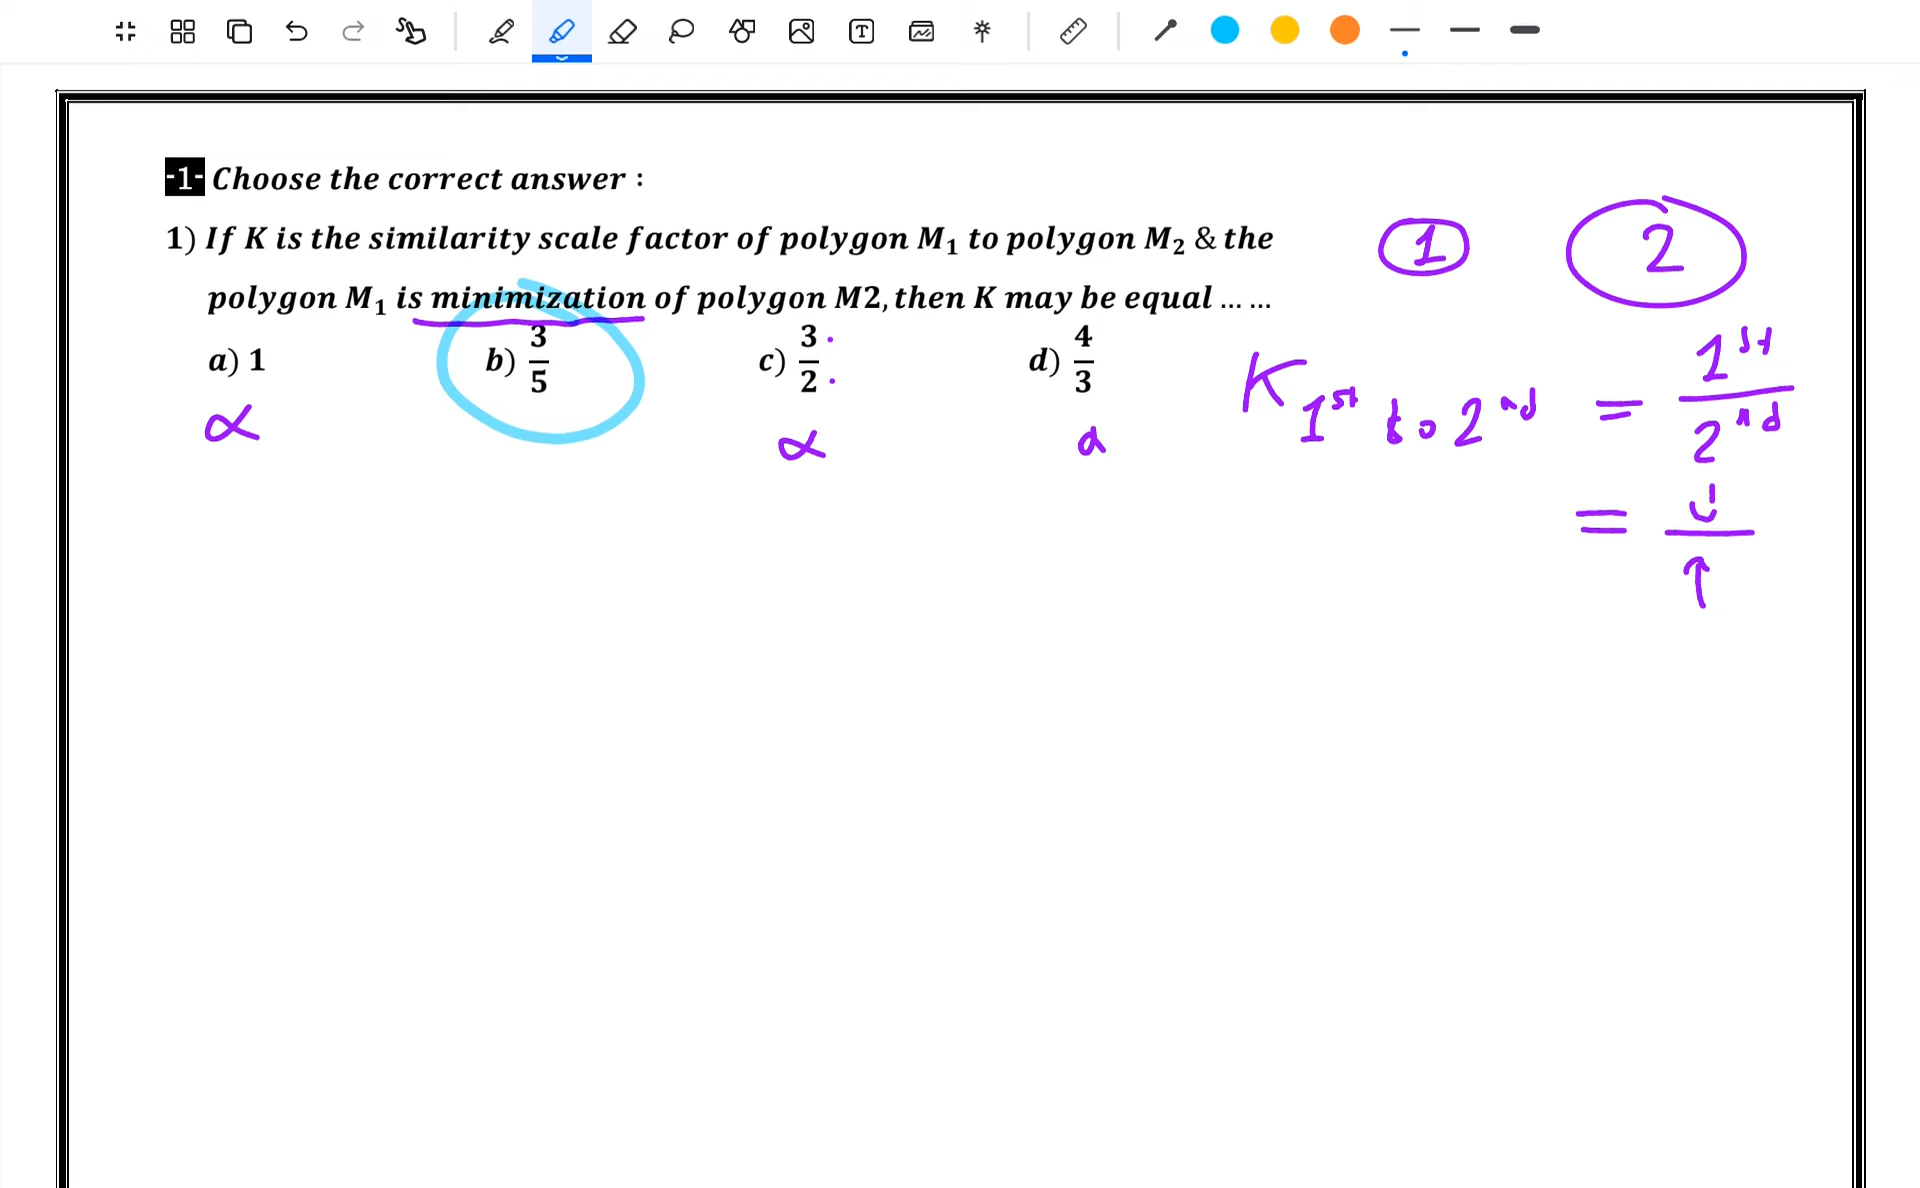 -1- Choose the correct answer :
1) If K is the similarity scale factor of polygon M₁ to polygon M₂ & the
polygon M₁ is minimization of polygon M2, then K may be equal ... ...
a) 1 b) 3/5 c) 3/2 d) 4/3
1 2
K 1st to 2nd = 1st/2nd
= ↓/↑